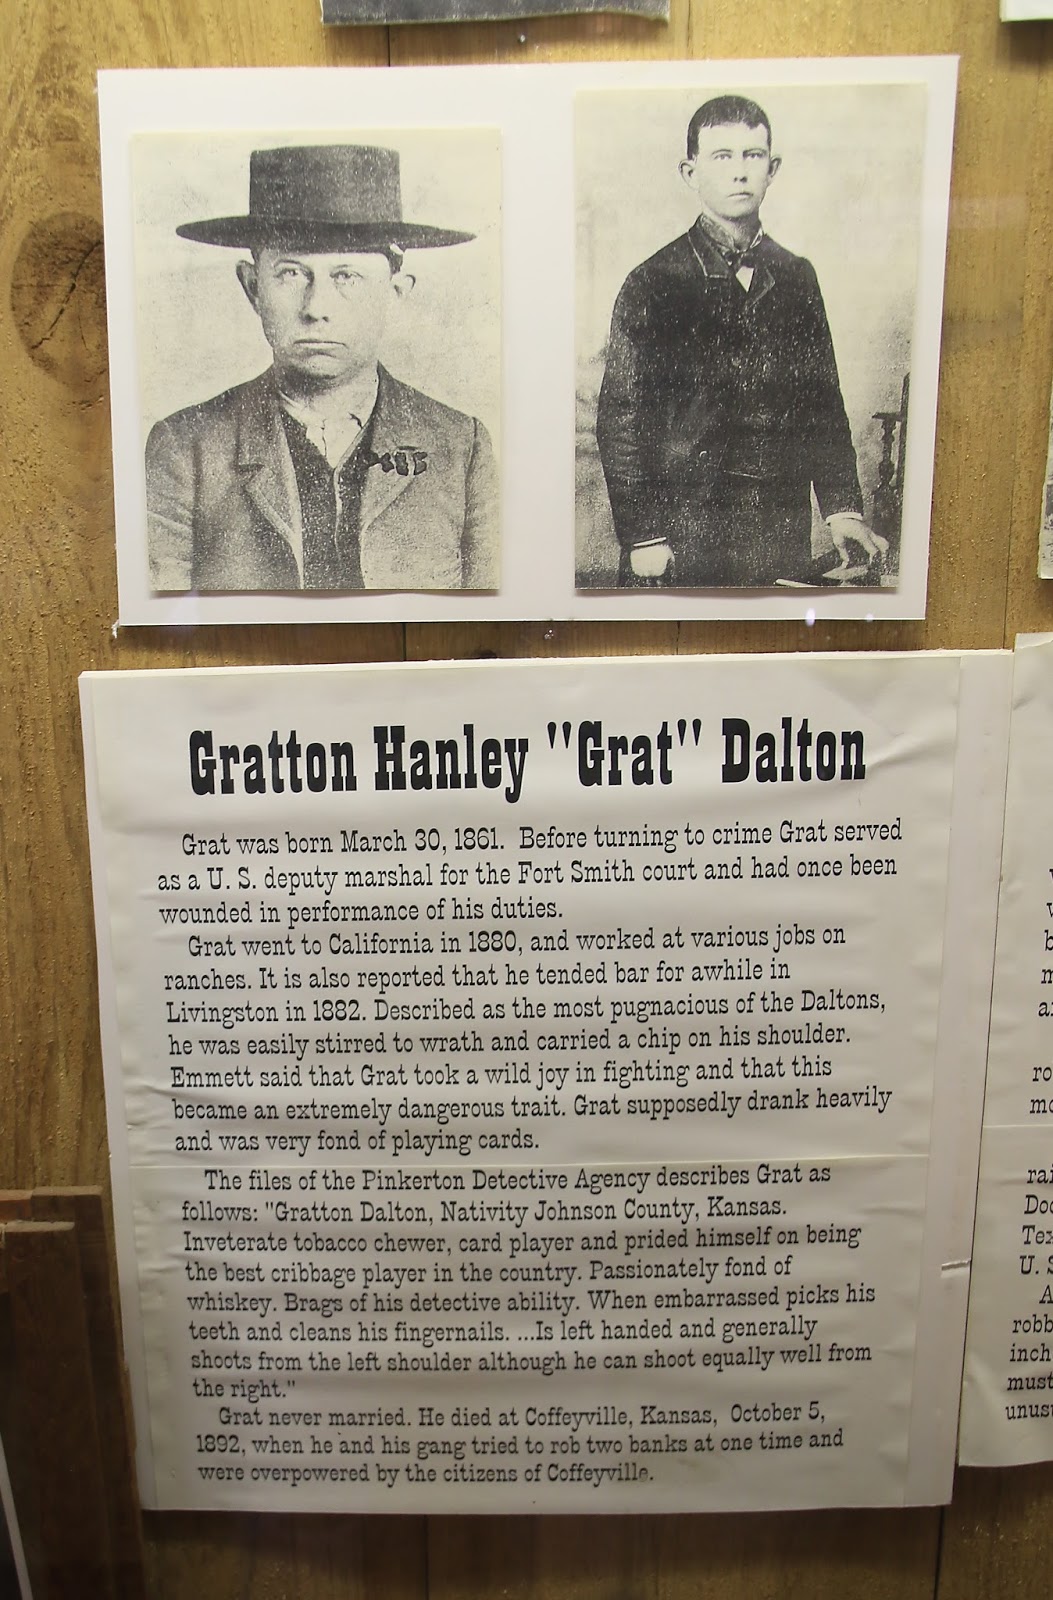 Gratton Hanley "Grat" Dalton
Grat was born March 30, 1861. Before turning to crime Grat served
as a U. S. deputy marshal for the Fort Smith court and had once been
wounded in performance of his duties.
Grat went to California in 1880, and worked at various jobs on
ranches. It is also reported that he tended bar for awhile in
Livingston in 1882. Described as the most pugnacious of the Daltons,
he was easily stirred to wrath and carried a chip on his shoulder.
Emmett said that Grat took a wild joy in fighting and that this
became an extremely dangerous trait. Grat supposedly drank heavily
and was very fond of playing cards.
The files of the Pinkerton Detective Agency describes Grat as
follows: "Gratton Dalton, Nativity Johnson County, Kansas.
Inveterate tobacco chewer, card player and prided himself on being
the best cribbage player in the country. Passionately fond of
whiskey. Brags of his detective ability. When embarrassed picks his
teeth and cleans his fingernails. ...Is left handed and generally
shoots from the left shoulder although he can shoot equally well from
the right."
Grat never married. He died at Coffeyville, Kansas, October 5,
1892, when he and his gang tried to rob two banks at one time and
were overpowered by the citizens of Coffeyville.
U. S